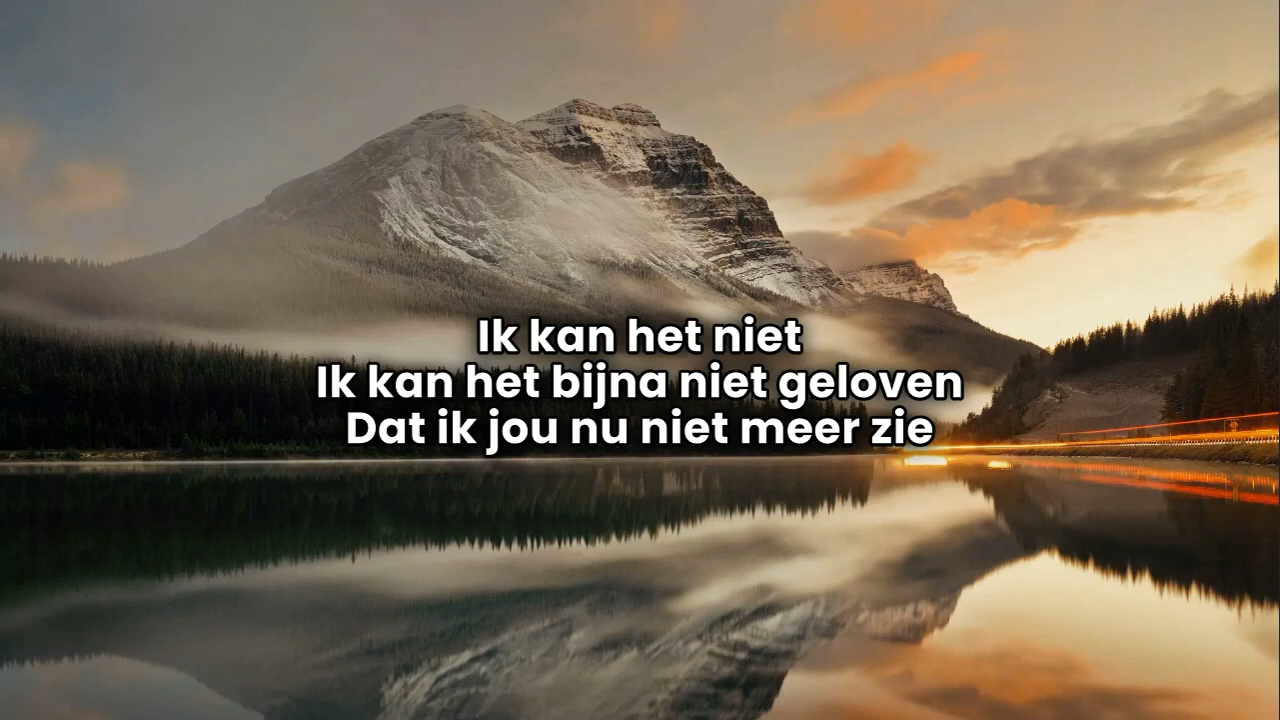 Ik kan het niet
Ik kan het bijna niet geloven
Dat ik jou nu niet meer zie